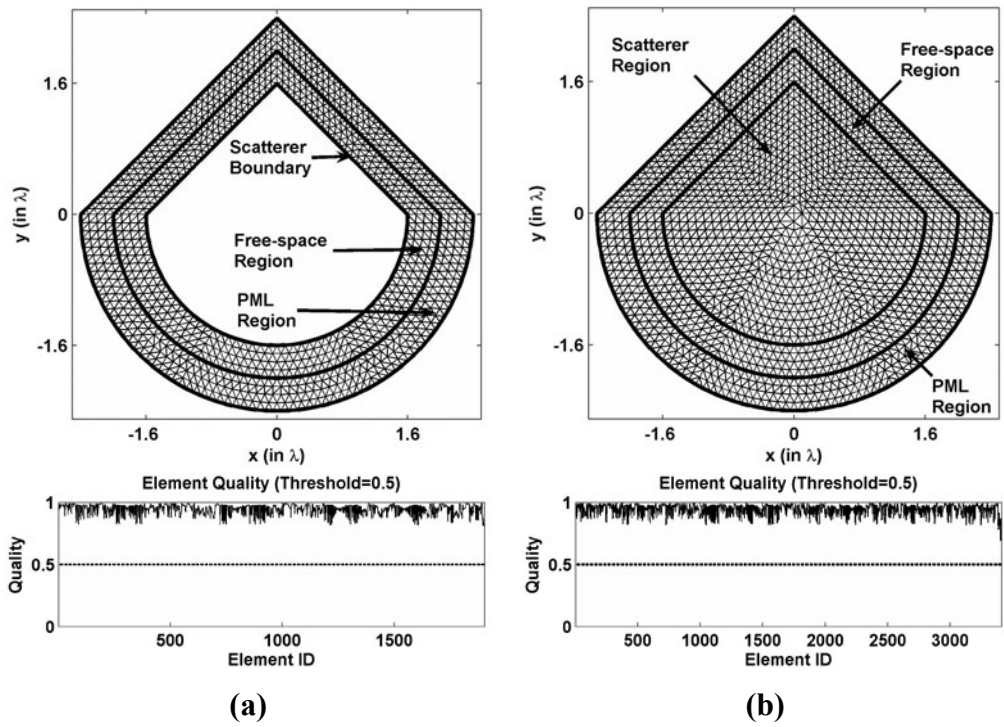 1.6
0
-1.6
y (in λ)
Scatterer
Boundary
Free-space
Region
PML
Region
-1.6
0
1.6
x (in λ)
Element Quality (Threshold=0.5)
1
0.5
0
Quality
500
1000
1500
Element ID
(a)
1.6
0
-1.6
y (in λ)
Scatterer
Region
Free-space
Region
PML
Region
-1.6
0
1.6
x (in λ)
Element Quality (Threshold=0.5)
1
0.5
0
Quality
500
1000
1500
2000
2500
3000
Element ID
(b)